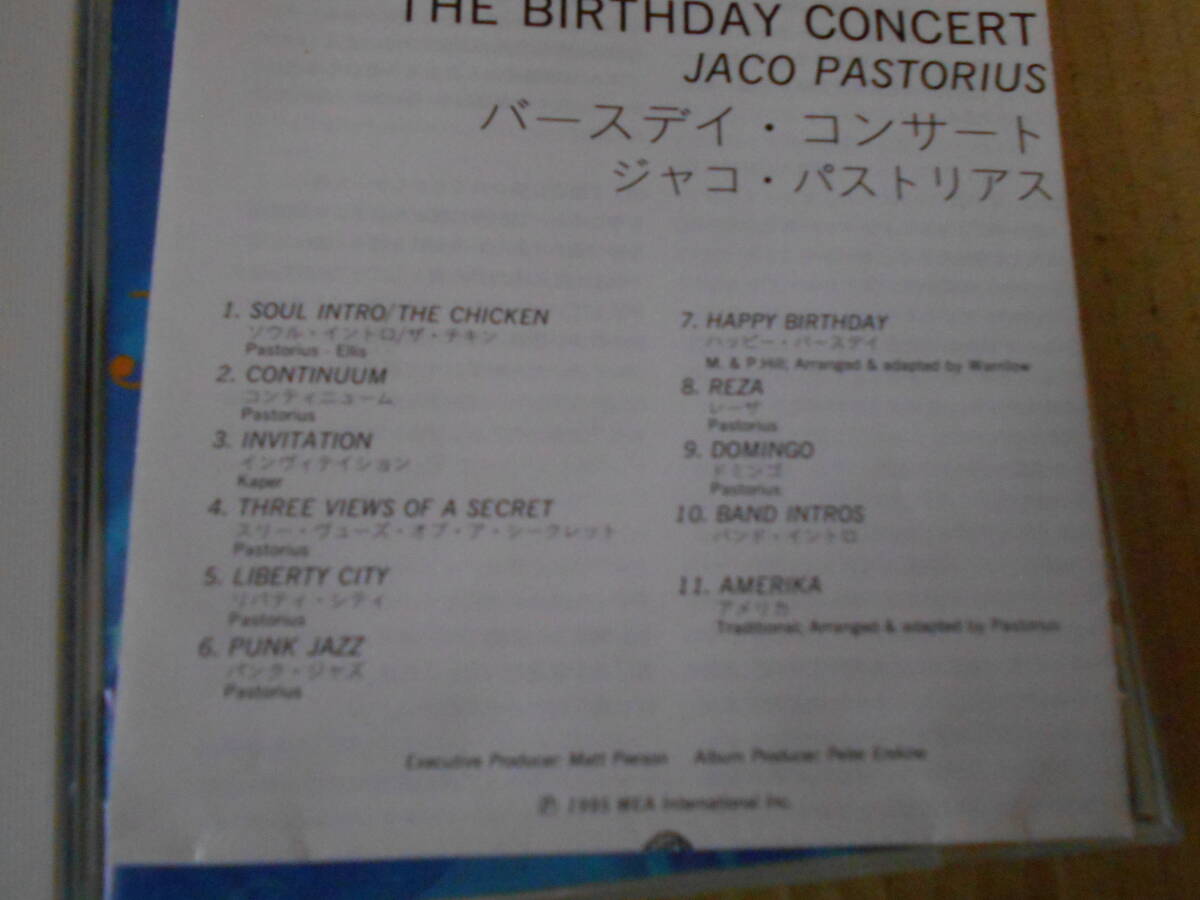 THE BIRTHDAY CONCERT
JACO PASTORIUS
バースデイ・コンサート
ジャコ・パストリアス
1. SOUL INTRO/THE CHICKEN
ソウル・イントロ/ザ・チキン
Pastorius · Ellis
2. CONTINUUM
コンティニューム
Pastorius
3. INVITATION
インヴィテイション
Kaper
4. THREE VIEWS OF A SECRET
スリー・ヴューズ・オブ・ア・シークレット
Pastorius
5. LIBERTY CITY
リバティ・シティ
Pastorius
6. PUNK JAZZ
パンク・ジャズ
Pastorius
7. HAPPY BIRTHDAY
ハッピー・バースデイ
M. & P.Hill; Arranged & adapted by Warnilow
8. REZA
レーザ
Pastorius
9. DOMINGO
ドミンゴ
Pastorius
10. BAND INTROS
バンド・イントロ
11. AMERIKA
アメリカ
Traditional; Arranged & adapted by Pastorius
Executive Producer: Matt Pierson Album Producer: Peter Erskine
Ⓟ 1995 WEA International Inc.